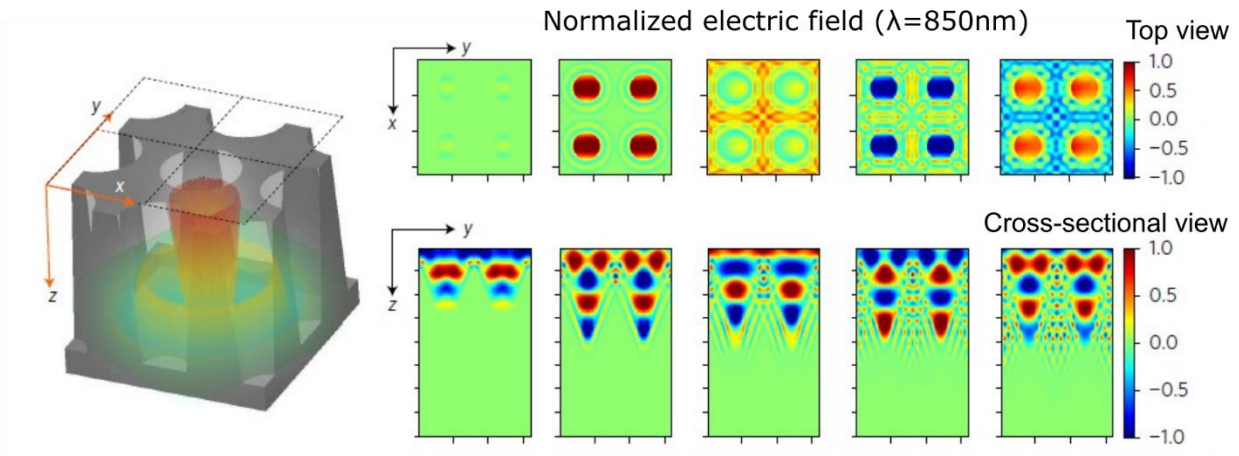 Normalized electric field (λ=850nm)
Top view
y
x
1.0
0.5
0.0
−0.5
−1.0
y
x
z
Cross-sectional view
y
z
1.0
0.5
0.0
−0.5
−1.0